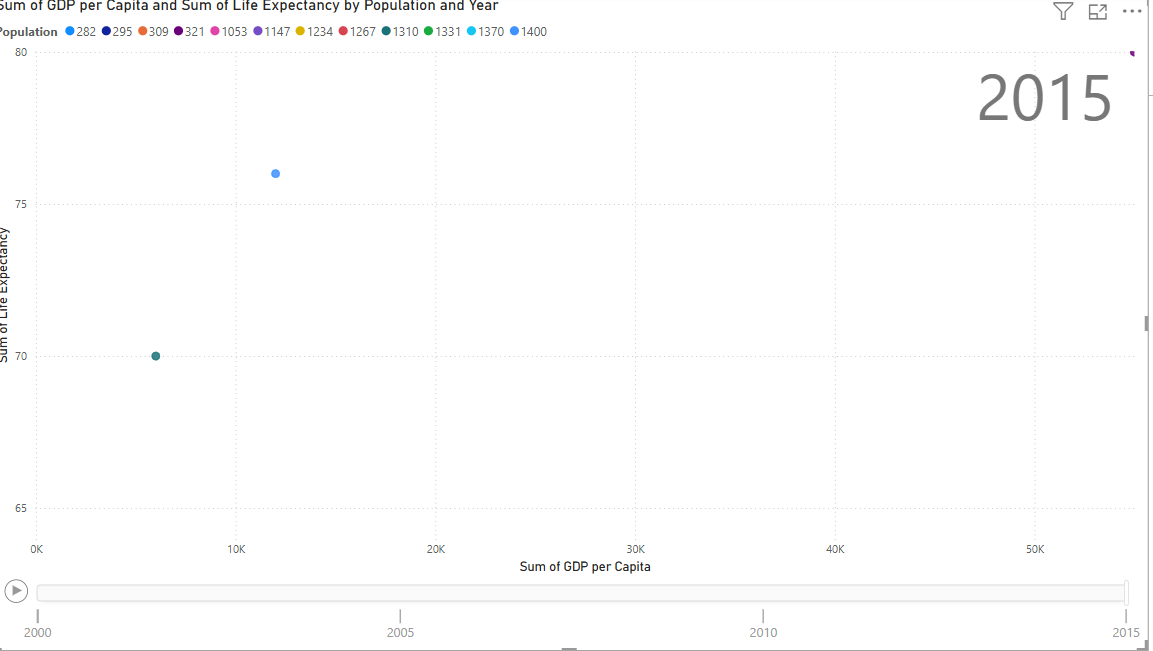 Sum of GDP per Capita and Sum of Life Expectancy by Population and Year
Population 282 295 309 321 1053 1147 1234 1267 1310 1331 1370 1400
80
2015
75
70
65
Sum of Life Expectancy
0K 10K 20K 30K 40K 50K
Sum of GDP per Capita
2000 2005 2010 2015